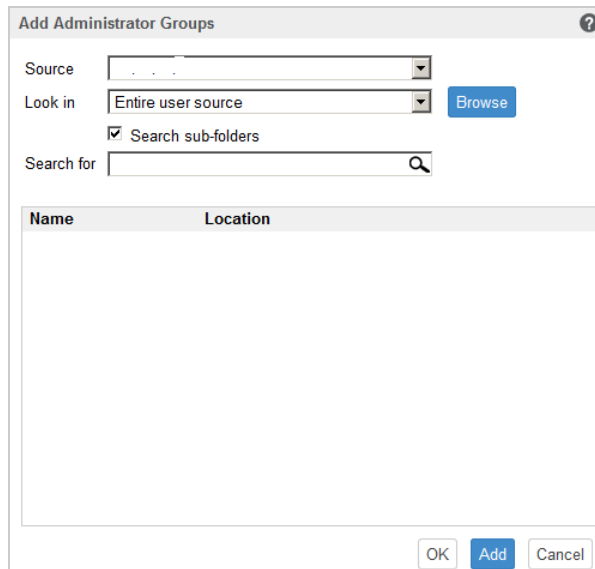 Add Administrator Groups ?
Source . . .
Look in Entire user source Browse
Search sub-folders
Search for
Name Location
OK Add Cancel